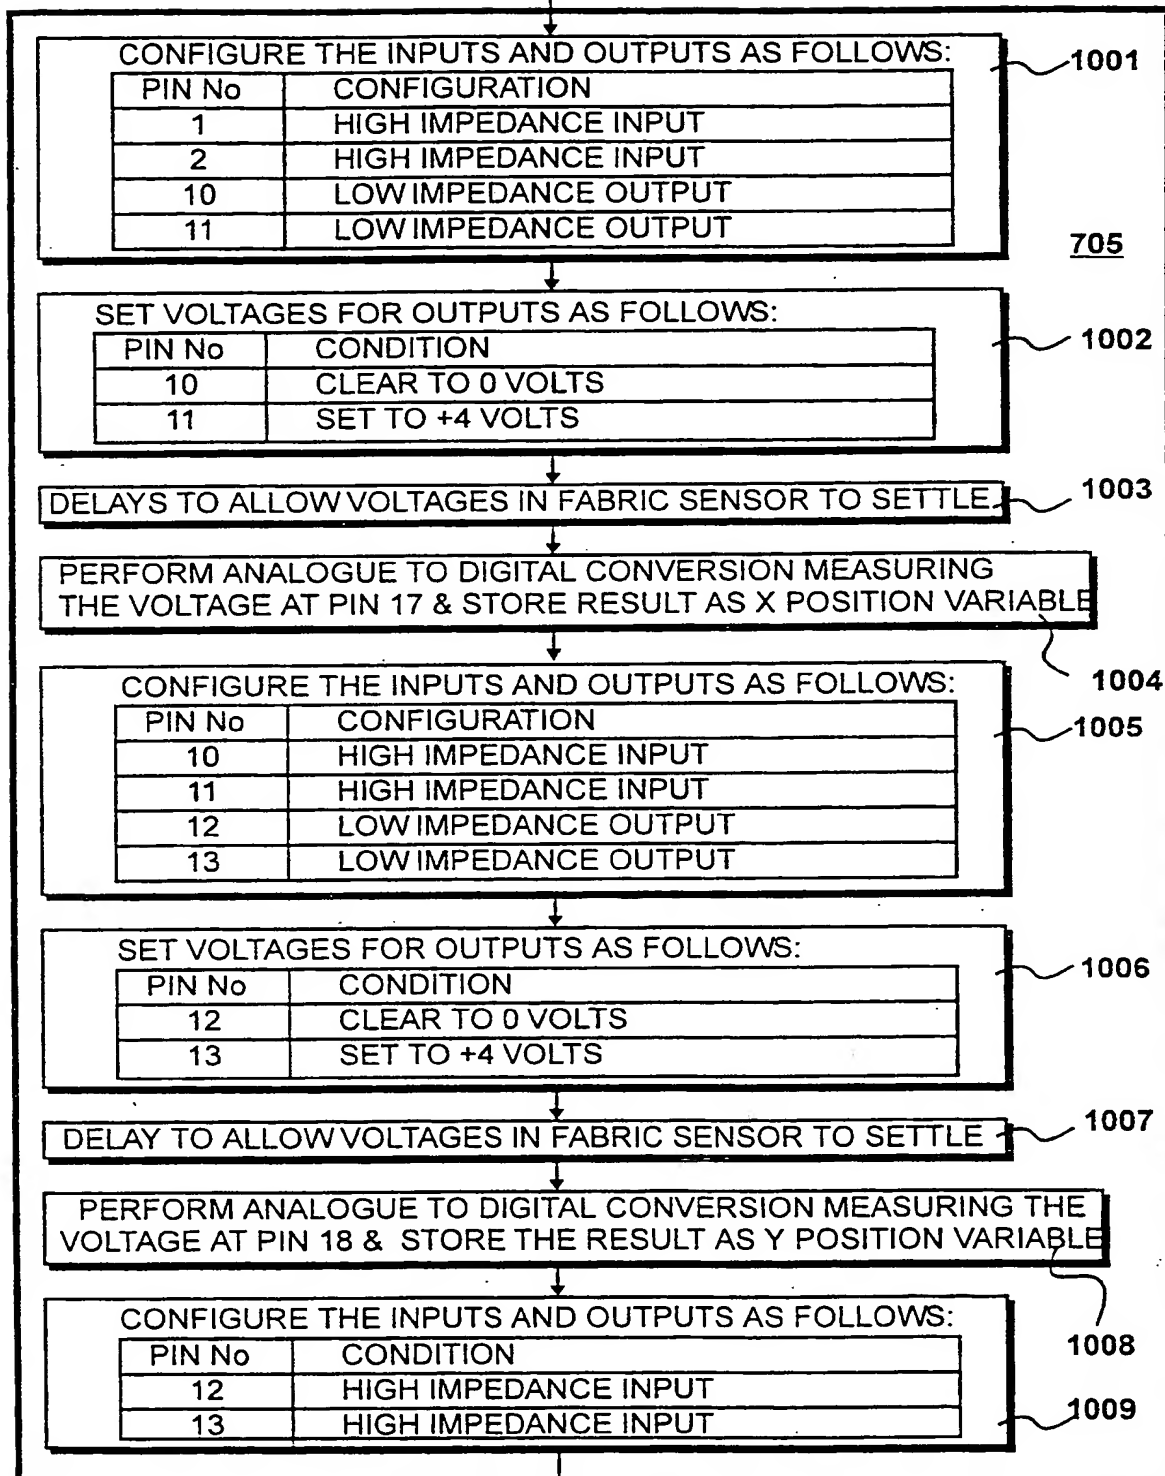 CONFIGURE THE INPUTS AND OUTPUTS AS FOLLOWS:
1001
PIN No CONFIGURATION
1 HIGH IMPEDANCE INPUT
2 HIGH IMPEDANCE INPUT
10 LOW IMPEDANCE OUTPUT
11 LOW IMPEDANCE OUTPUT
705
SET VOLTAGES FOR OUTPUTS AS FOLLOWS:
1002
PIN No CONDITION
10 CLEAR TO 0 VOLTS
11 SET TO +4 VOLTS
DELAYS TO ALLOW VOLTAGES IN FABRIC SENSOR TO SETTLE.
1003
PERFORM ANALOGUE TO DIGITAL CONVERSION MEASURING
THE VOLTAGE AT PIN 17 & STORE RESULT AS X POSITION VARIABLE
1004
CONFIGURE THE INPUTS AND OUTPUTS AS FOLLOWS:
1005
PIN No CONFIGURATION
10 HIGH IMPEDANCE INPUT
11 HIGH IMPEDANCE INPUT
12 LOW IMPEDANCE OUTPUT
13 LOW IMPEDANCE OUTPUT
SET VOLTAGES FOR OUTPUTS AS FOLLOWS:
1006
PIN No CONDITION
12 CLEAR TO 0 VOLTS
13 SET TO +4 VOLTS
DELAY TO ALLOW VOLTAGES IN FABRIC SENSOR TO SETTLE
1007
PERFORM ANALOGUE TO DIGITAL CONVERSION MEASURING THE
VOLTAGE AT PIN 18 & STORE THE RESULT AS Y POSITION VARIABLE
1008
CONFIGURE THE INPUTS AND OUTPUTS AS FOLLOWS:
PIN No CONDITION
12 HIGH IMPEDANCE INPUT
13 HIGH IMPEDANCE INPUT
1009